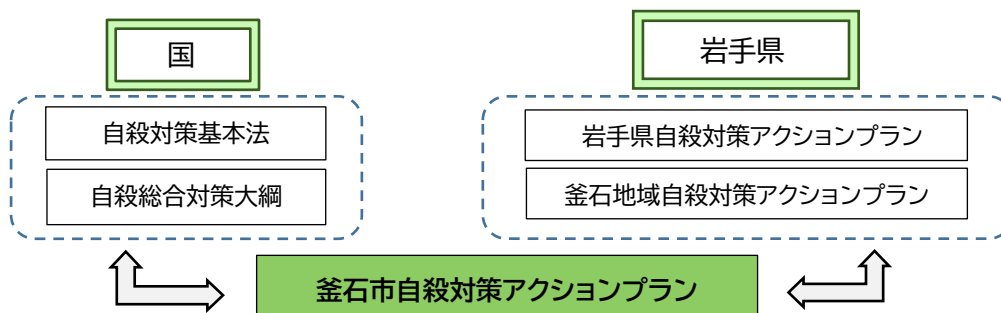 国
岩手県
自殺対策基本法
自殺総合対策大綱
岩手県自殺対策アクションプラン
釜石地域自殺対策アクションプラン
釜石市自殺対策アクションプラン